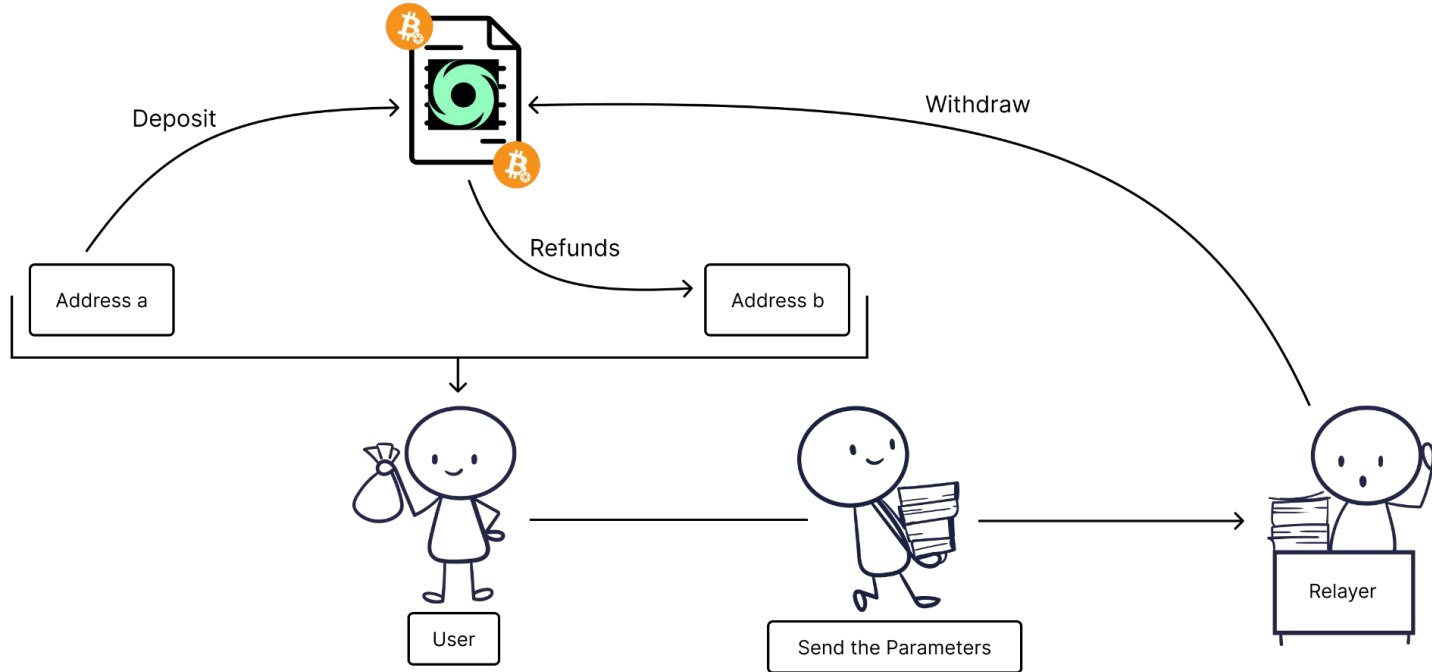 Deposit
Withdraw
Refunds
Address a
Address b
User
Send the Parameters
Relayer